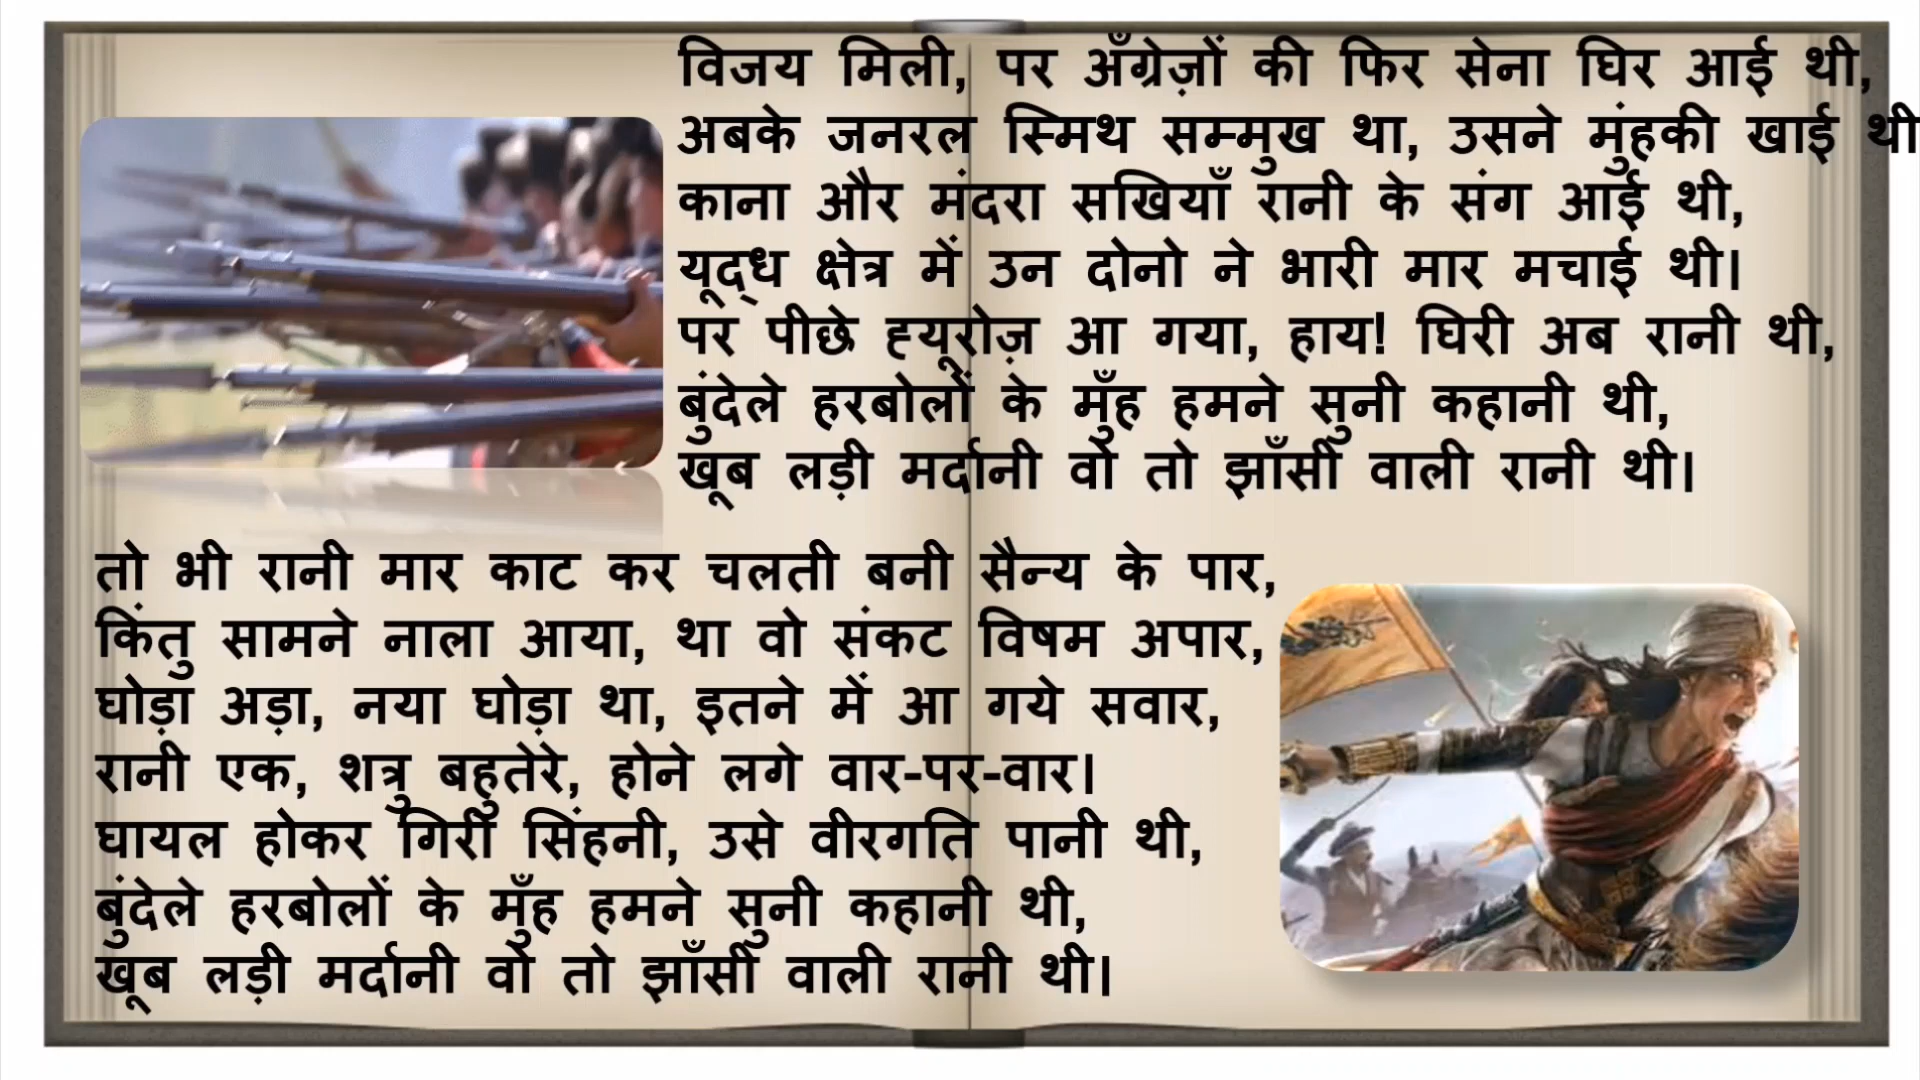 विजय मिली, पर अँग्रेज़ों की फिर सेना घिर आई थी,
अबके जनरल स्मिथ सम्मुख था, उसने मुंहकी खाई थी
काना और मंदरा सखियाँ रानी के संग आई थी,
यूद्ध क्षेत्र में उन दोनो ने भारी मार मचाई थी।
पर पीछे ह्यूरोज़ आ गया, हाय! घिरी अब रानी थी,
बुंदेले हरबोलों के मुँह हमने सुनी कहानी थी,
खूब लड़ी मर्दानी वो तो झाँसी वाली रानी थी।
तो भी रानी मार काट कर चलती बनी सैन्य के पार,
किंतु सामने नाला आया, था वो संकट विषम अपार,
घोड़ा अड़ा, नया घोड़ा था, इतने में आ गये सवार,
रानी एक, शत्रु बहुतेरे, होने लगे वार-पर-वार।
घायल होकर गिरी सिंहनी, उसे वीरगति पानी थी,
बुंदेले हरबोलों के मुँह हमने सुनी कहानी थी,
खूब लड़ी मर्दानी वो तो झाँसी वाली रानी थी।